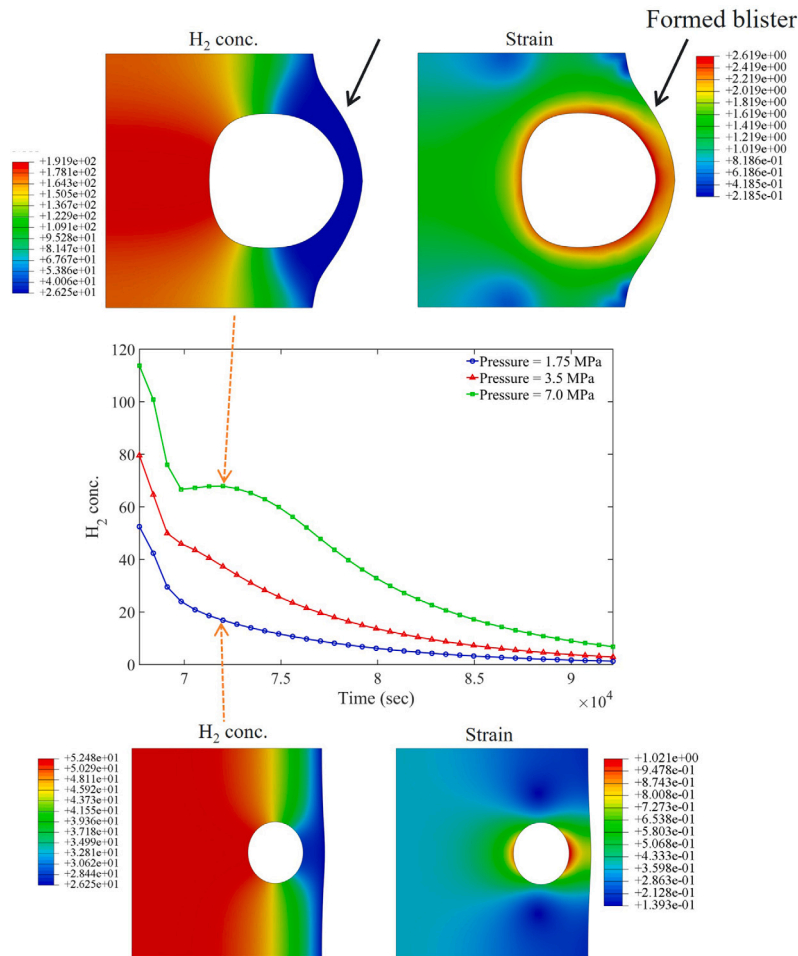 Formed blister
H2 conc.
Strain
+1.919e+02
+1.781e+02
+1.643e+02
+1.505e+02
+1.367e+02
+1.229e+02
+1.091e+02
+9.528e+01
+8.147e+01
+6.767e+01
+5.386e+01
+4.006e+01
+2.625e+01
+2.619e+00
+2.419e+00
+2.219e+00
+2.019e+00
+1.819e+00
+1.619e+00
+1.419e+00
+1.219e+00
+1.019e+00
+8.186e-01
+6.185e-01
+4.185e-01
+2.185e-01
120
100
80
60
40
20
0
H2 conc.
Pressure = 1.75 MPa
Pressure = 3.5 MPa
Pressure = 7.0 MPa
7
7.5
8
8.5
9
Time (sec)
×10^4
H2 conc.
Strain
+5.248e+01
+5.029e+01
+4.811e+01
+4.592e+01
+4.373e+01
+4.155e+01
+3.936e+01
+3.718e+01
+3.499e+01
+3.281e+01
+3.062e+01
+2.844e+01
+2.625e+01
+1.021e+00
+9.478e-01
+8.743e-01
+8.008e-01
+7.273e-01
+6.538e-01
+5.803e-01
+5.068e-01
+4.333e-01
+3.598e-01
+2.863e-01
+2.128e-01
+1.393e-01